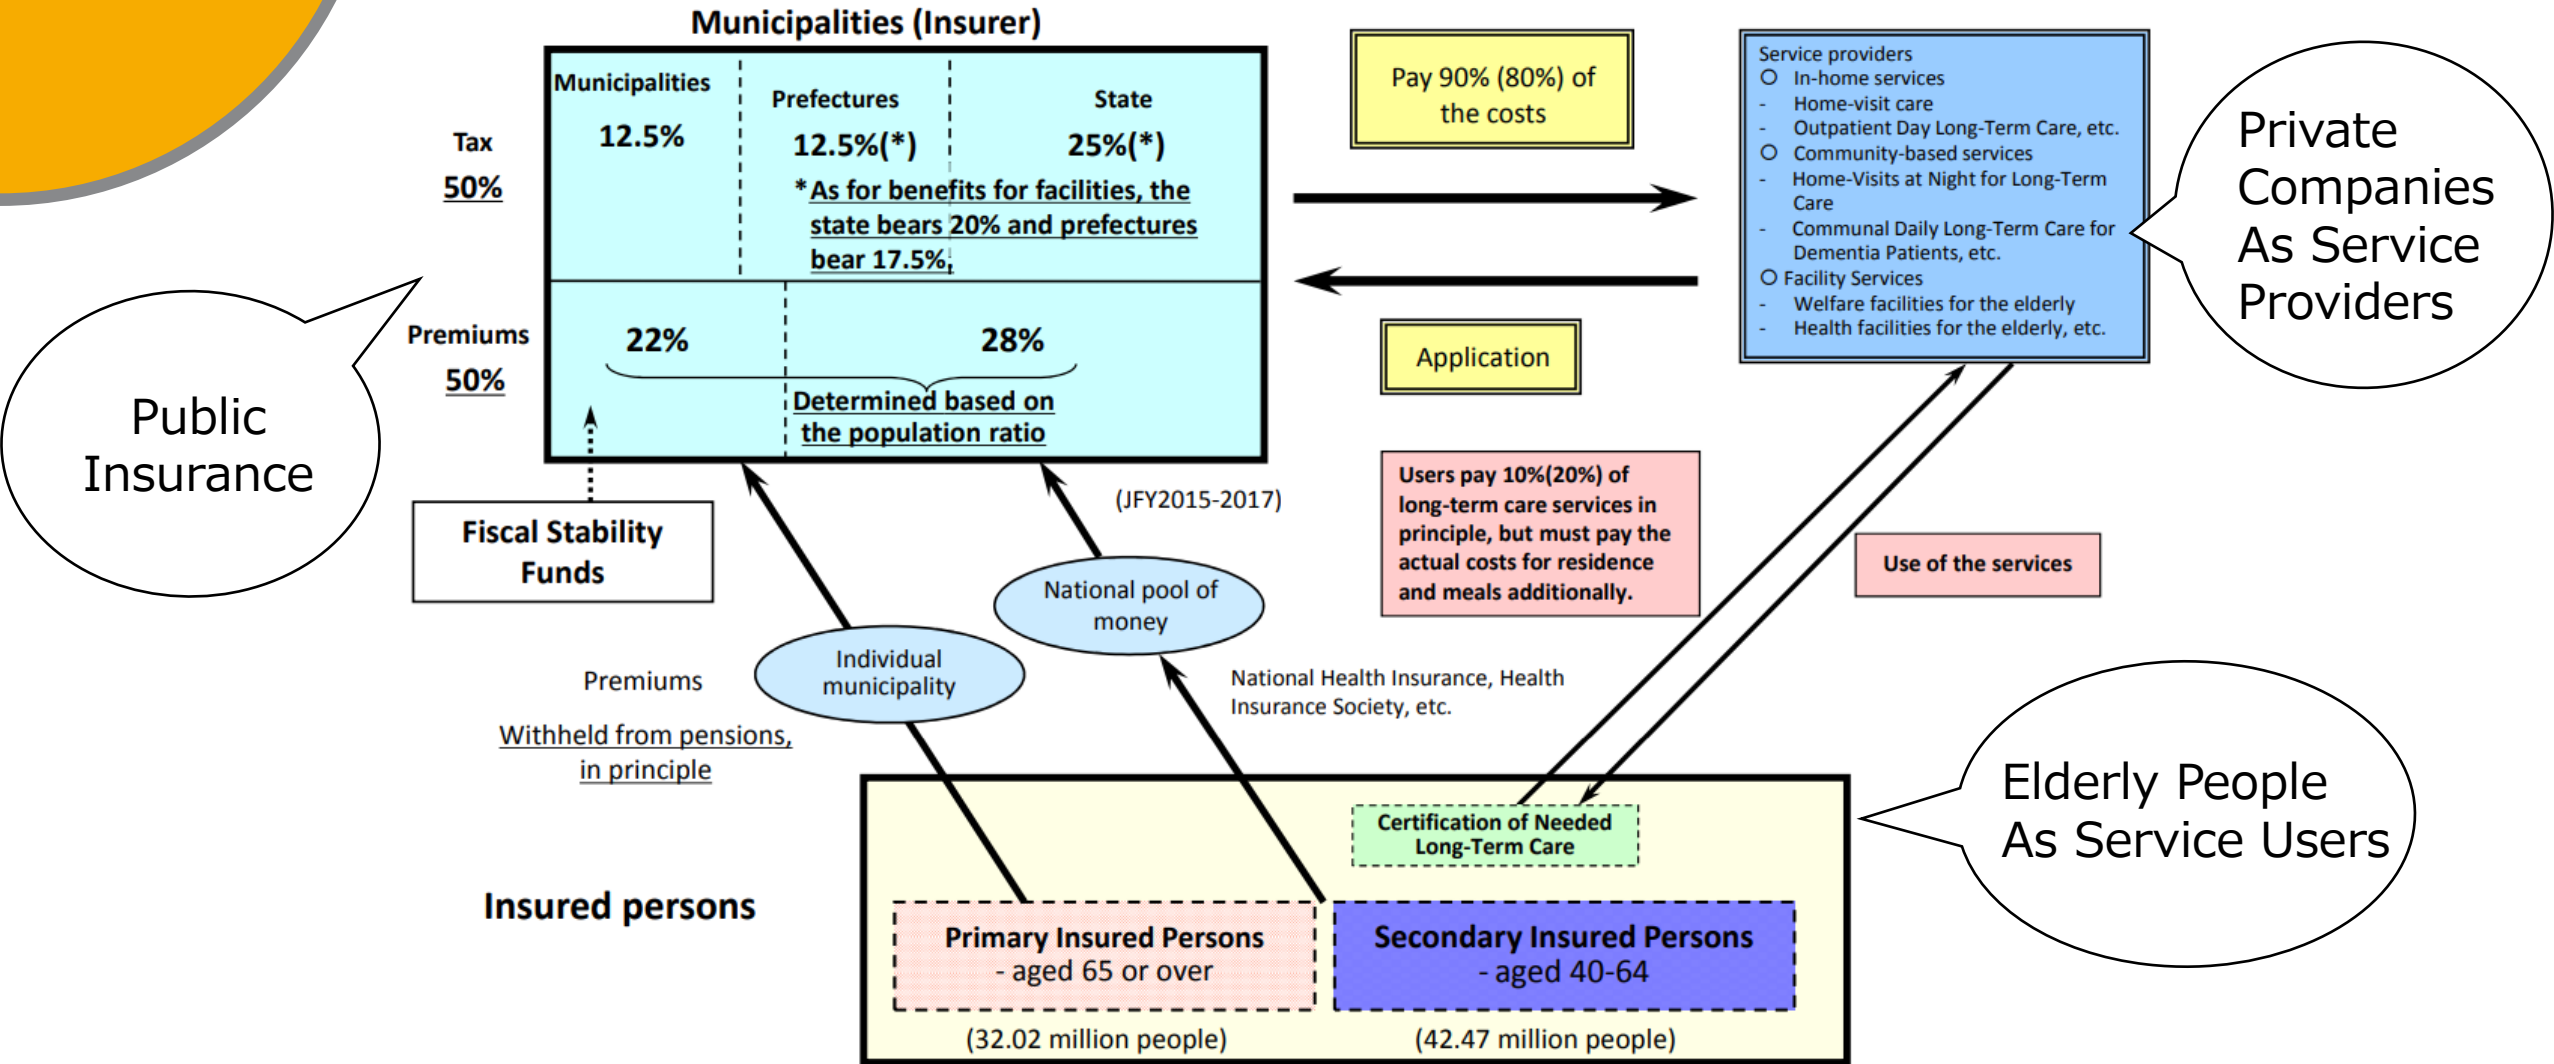 Municipalities (Insurer)
Tax
50%
Municipalities
12.5%
Prefectures
12.5%(*)
State
25%(*)
*As for benefits for facilities, the
state bears 20% and prefectures
bear 17.5%.
Premiums
50%
22%
28%
Determined based on
the population ratio
Pay 90% (80%) of
the costs
Application
Service providers
○ In-home services
- Home-visit care
- Outpatient Day Long-Term Care, etc.
○ Community-based services
- Home-Visits at Night for Long-Term
Care
- Communal Daily Long-Term Care for
Dementia Patients, etc.
○ Facility Services
- Welfare facilities for the elderly
- Health facilities for the elderly, etc.
Private
Companies
As Service
Providers
Public
Insurance
Fiscal Stability
Funds
(JFY2015-2017)
Users pay 10%(20%) of
long-term care services in
principle, but must pay the
actual costs for residence
and meals additionally.
Use of the services
National pool of
money
Individual
municipality
Premiums
Withheld from pensions,
in principle
National Health Insurance, Health
Insurance Society, etc.
Elderly People
As Service Users
Certification of Needed
Long-Term Care
Insured persons
Primary Insured Persons
- aged 65 or over
(32.02 million people)
Secondary Insured Persons
- aged 40-64
(42.47 million people)